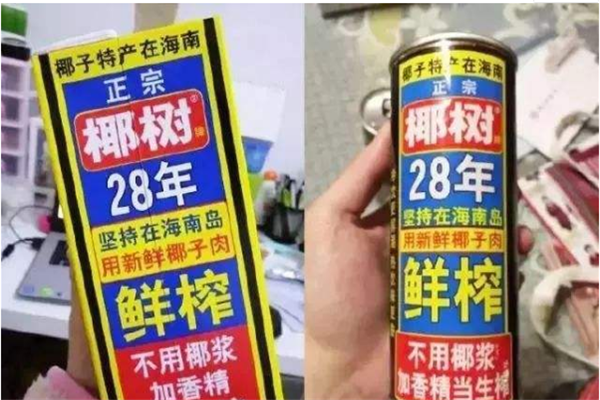 椰子特产在海南
正宗
椰树
牌
28年
坚持在海南岛
用新鲜椰子肉
鲜榨
不用椰浆
加香精
椰子特产在海南
正宗
椰树
牌
28年
坚持在海南岛
用新鲜椰子肉
鲜榨
不用椰浆
加香精当生榨